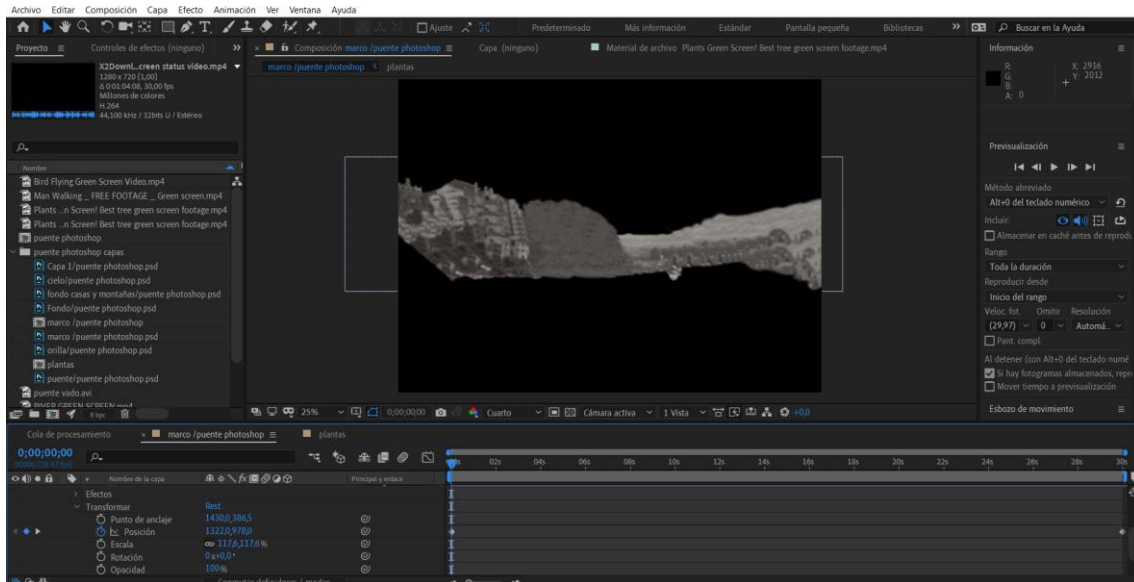 Archivo Editar Composición Capa Efecto Animación Ver Ventana Ayuda
Ajuste Predeterminado Más información Estándar Pantalla pequeña Bibliotecas Buscar en la Ayuda
Proyecto Controles de efectos (ninguno) Composición marco /puente photoshop Capa (ninguno) Material de archivo Plants Green Screen! Best tree green screen footage.mp4
marco /puente photoshop plantas
X2Downl...creen status video.mp4
1280 x 720 (1,00)
Δ 0:01:04:08, 30,00 fps
Millones de colores
H.264
44,100 kHz / 32bits U / Estéreo
Nombre
Bird Flying Green Screen Video.mp4
Man Walking _ FREE FOOTAGE _ Green screen.mp4
Plants ...n Screen! Best tree green screen footage.mp4
Plants ...n Screen! Best tree green screen footage.mp4
puente photoshop
puente photoshop capas
Capa 1/puente photoshop.psd
cielo/puente photoshop.psd
fondo casas y montañas/puente photoshop.psd
Fondo/puente photoshop.psd
marco /puente photoshop
marco /puente photoshop.psd
orilla/puente photoshop.psd
plantas
puente/puente photoshop.psd
puente vado.avi
RIVER GREEN SCREEN.mp4
8 bpc
25% 0;00;00;00 Cuarto Cámara activa 1 Vista +0,0
Información
R: X: 2916
G: Y: 2012
B:
A: 0
Previsualización
Método abreviado
Alt+0 del teclado numérico
Incluir:
Almacenar en caché antes de reprodu
Rango
Toda la duración
Reproducir desde
Inicio del rango
Veloc. fot. Omitir Resolución
(29,97) 0 Automá...
Pant. compl.
Al detener (con Alt+0 del teclado numé
Si hay fotogramas almacenados, repr
Mover tiempo a previsualización
Esbozo de movimiento
Cola de procesamiento marco /puente photoshop plantas
0;00;00;00
00000 (29.97 fps)
02s 04s 06s 08s 10s 12s 14s 16s 18s 20s 22s 24s 26s 28s 30s
Nombre de la capa Principal y enlace
Efectos
Transformar Rest.
Punto de anclaje 1430,0,386,5
Posición 1322,0,978,0
Escala 117,6,117,6%
Rotación 0x+0,0°
Opacidad 100%
Conmutar definidores / modos